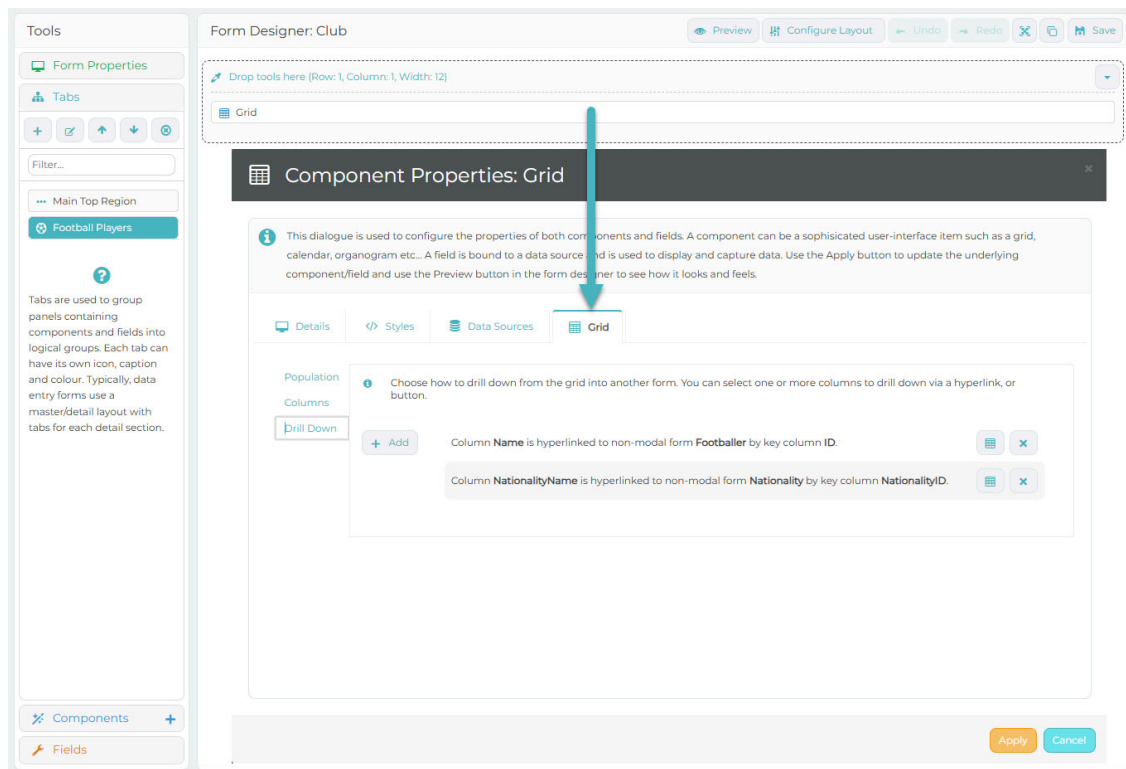 Tools
Form Properties
Tabs
Filter...
Main Top Region
Football Players
Tabs are used to group
panels containing
components and fields into
logical groups. Each tab can
have its own icon, caption
and colour. Typically, data
entry forms use a
master/detail layout with
tabs for each detail section.
Components
Fields
Form Designer: Club
Preview
Configure Layout
Undo
Redo
Save
Drop tools here (Row: 1, Column: 1, Width: 12)
Grid
Component Properties: Grid
This dialogue is used to configure the properties of both components and fields. A component can be a sophisicated user-interface item such as a grid,
calendar, organogram etc... A field is bound to a data source and is used to display and capture data. Use the Apply button to update the underlying
component/field and use the Preview button in the form designer to see how it looks and feels.
Details
Styles
Data Sources
Grid
Population
Columns
Drill Down
Choose how to drill down from the grid into another form. You can select one or more columns to drill down via a hyperlink, or
button.
Add
Column Name is hyperlinked to non-modal form Footballer by key column ID.
Column NationalityName is hyperlinked to non-modal form Nationality by key column NationalityID.
Apply
Cancel